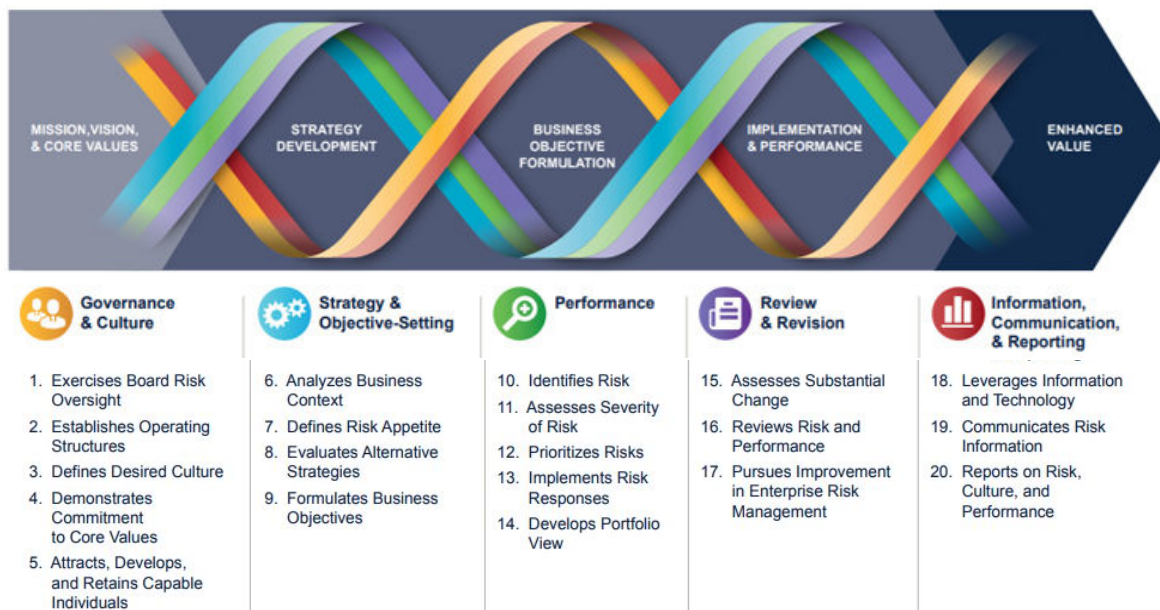 MISSION,VISION,
& CORE VALUES
STRATEGY
DEVELOPMENT
BUSINESS
OBJECTIVE
FORMULATION
IMPLEMENTATION
& PERFORMANCE
ENHANCED
VALUE
Governance
& Culture
1. Exercises Board Risk
Oversight
2. Establishes Operating
Structures
3. Defines Desired Culture
4. Demonstrates
Commitment
to Core Values
5. Attracts, Develops,
and Retains Capable
Individuals
Strategy &
Objective-Setting
6. Analyzes Business
Context
7. Defines Risk Appetite
8. Evaluates Alternative
Strategies
9. Formulates Business
Objectives
Performance
10. Identifies Risk
11. Assesses Severity
of Risk
12. Prioritizes Risks
13. Implements Risk
Responses
14. Develops Portfolio
View
Review
& Revision
15. Assesses Substantial
Change
16. Reviews Risk and
Performance
17. Pursues Improvement
in Enterprise Risk
Management
Information,
Communication,
& Reporting
18. Leverages Information
and Technology
19. Communicates Risk
Information
20. Reports on Risk,
Culture, and
Performance